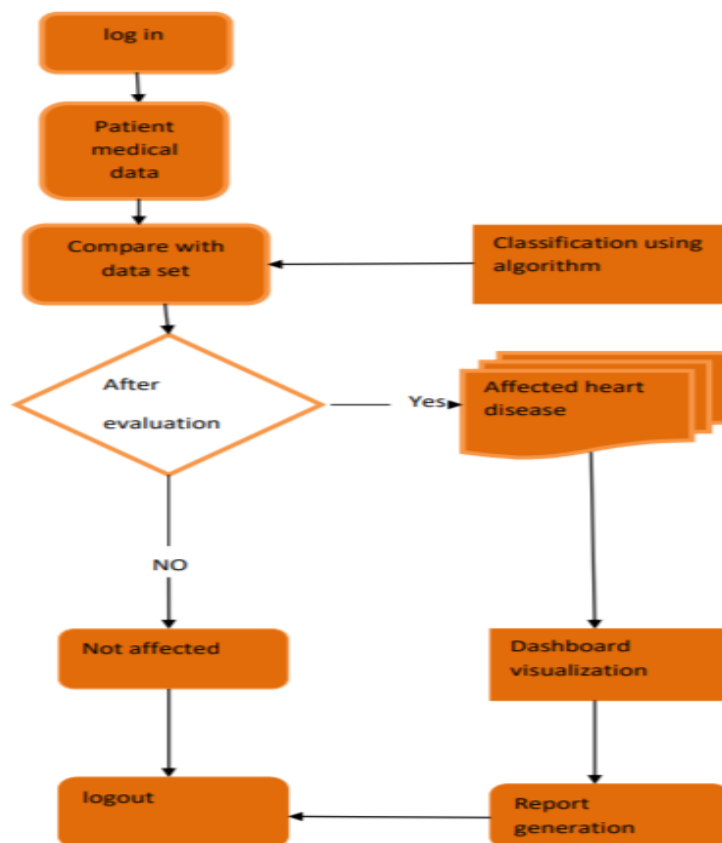 log in
Patient
medical
data
Compare with
data set
Classification using
algorithm
After
evaluation
Yes
Affected heart
disease
NO
Not affected
Dashboard
visualization
logout
Report
generation